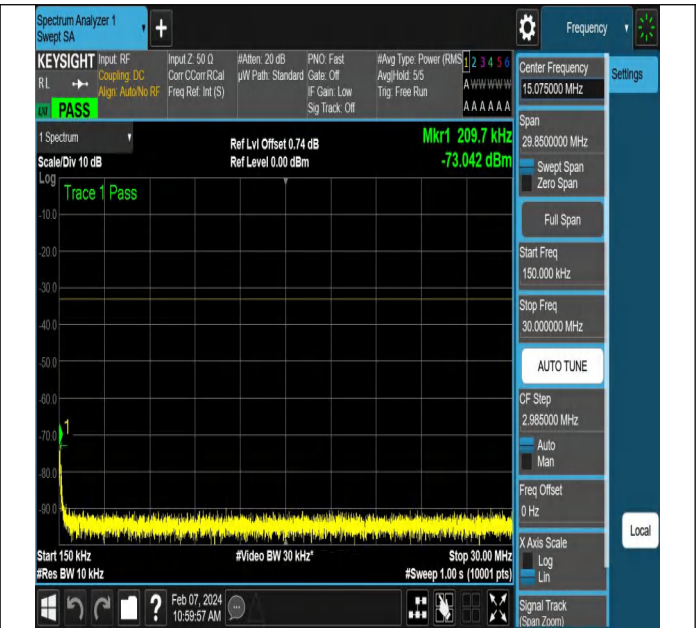 Spectrum Analyzer 1
Swept SA
Frequency
KEYSIGHT
RL
PASS
Input: RF
Coupling: DC
Align: Auto/No RF
Input Z: 50 Ω
Corr CCorr RCal
Freq Ref: Int (S)
#Atten: 20 dB
µW Path: Standard
PNO: Fast
Gate: Off
IF Gain: Low
Sig Track: Off
#Avg Type: Power (RMS
Avg|Hold: 5/5
Trig: Free Run
1 2 3 4 5 6
A W W W W W
A A A A A A
1 Spectrum
Scale/Div 10 dB
Ref Lvl Offset 0.74 dB
Ref Level 0.00 dBm
Mkr1 209.7 kHz
-73.042 dBm
Log
Trace 1 Pass
-10.0
-20.0
-40.0
-50.0
-60.0
-70.0
-80.0
-90.0
1
Start 150 kHz
#Res BW 10 kHz
#Video BW 30 kHz*
Stop 30.00 MHz
#Sweep 1.00 s (10001 pts)
Feb 07, 2024
10:59:57 AM
Center Frequency
15.075000 MHz
Span
29.8500000 MHz
Swept Span
Zero Span
Full Span
Start Freq
150.000 kHz
Stop Freq
30.000000 MHz
AUTO TUNE
CF Step
2.985000 MHz
Auto
Man
Freq Offset
0 Hz
X Axis Scale
Log
Lin
Signal Track
(Span Zoom)
Settings
Local